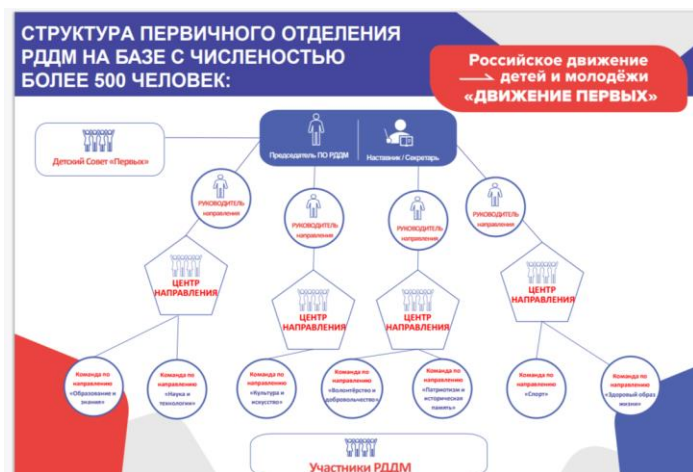 СТРУКТУРА ПЕРВИЧНОГО ОТДЕЛЕНИЯ
РДДМ НА БАЗЕ С ЧИСЛЕНОСТЬЮ
БОЛЕЕ 500 ЧЕЛОВЕК:
Российское движение
детей и молодёжи
«ДВИЖЕНИЕ ПЕРВЫХ»
Детский Совет «Первых»
Председатель ПО РДДМ
Наставник / Секретарь
РУКОВОДИТЕЛЬ
направления
РУКОВОДИТЕЛЬ
направления
РУКОВОДИТЕЛЬ
направления
РУКОВОДИТЕЛЬ
направления
ЦЕНТР
НАПРАВЛЕНИЯ
ЦЕНТР
НАПРАВЛЕНИЯ
ЦЕНТР
НАПРАВЛЕНИЯ
ЦЕНТР
НАПРАВЛЕНИЯ
Команда по
направлению
«Образование и
знания»
Команда по
направлению
«Наука и
технологии»
Команда по
направлению
«Культура и
искусство»
Команда по
направлению
«Волонтёрство и
добровольчество»
Команда по
направлению
«Патриотизм и
историческая
память»
Команда по
направлению
«Спорт»
Команда по
направлению
«Здоровый образ
жизни»
Участники РДДМ